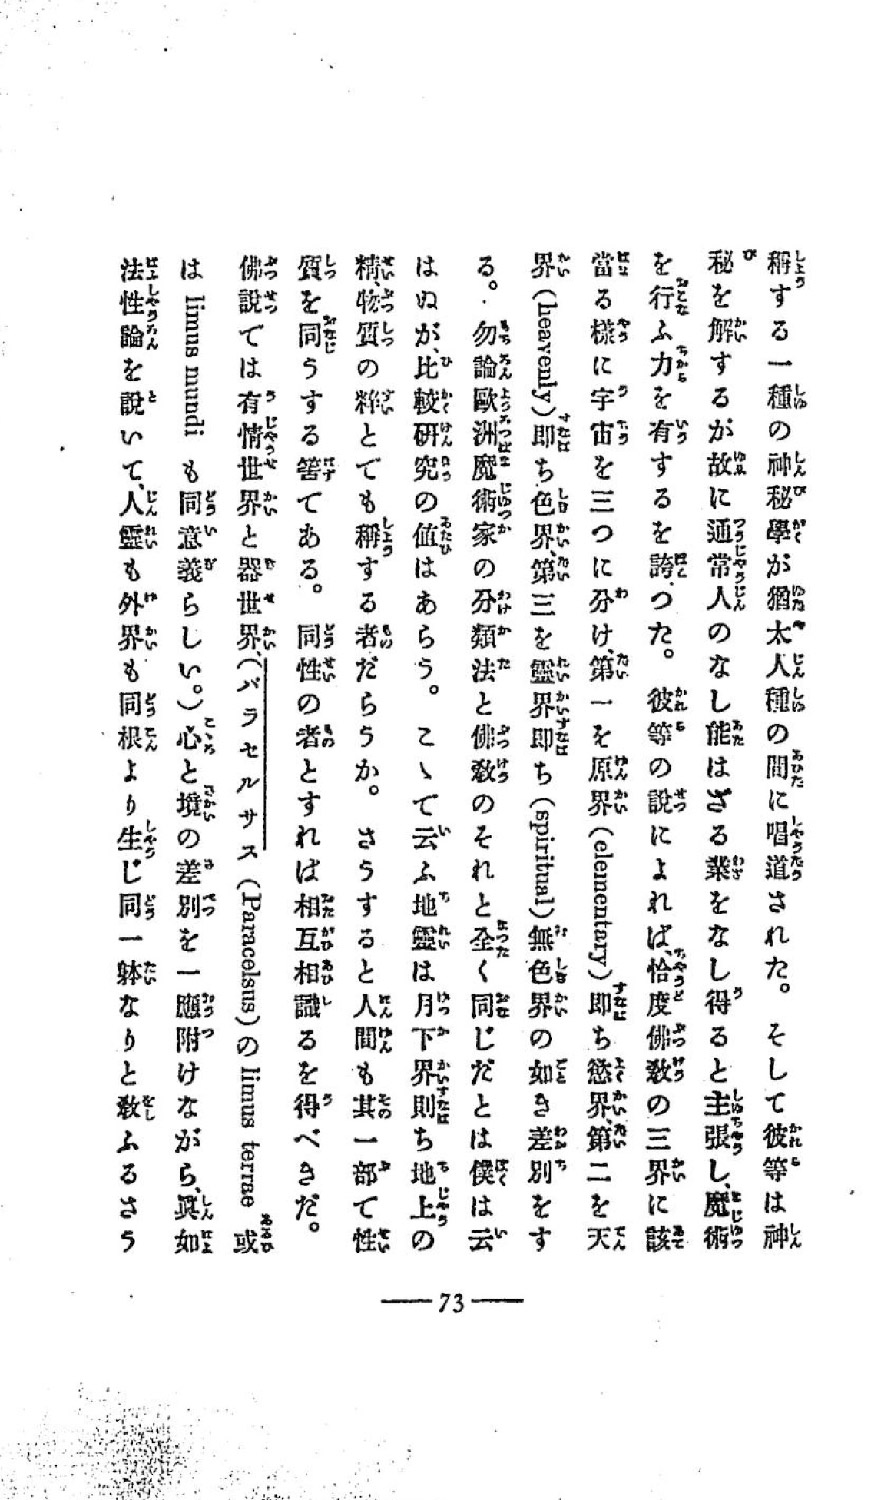 稱する一種の神秘學が猶太人種の間に唱道された。そして彼等は神
秘を解するが故に通常人のなし能はざる業をなし得ると主張し、魔術
を行ふ力を有するを誇つた。彼等の說によれば、恰度佛敎の三界に該
當る樣に宇宙を三つに分け、第一を原界(elementary)卽ち慾界、第二を天
界(heavenly)卽ち色界、第三を靈界卽ち(spiritual)無色界の如き差別をす
る。勿論歐洲魔術家の分類法と佛敎のそれと全く同じだとは僕は云
はぬが、比較硏究の値はあらう。こゝで云ふ地靈は月下界則ち地上の
精、物質の粹とでも稱する者だらうか。さうすると人間も其一部で性
質を同うする筈である。同性の者とすれば相互相識るを得べきだ。
佛說では有情世界と器世界、(パラセルサス(Paracelsus)の limus terrae 或
は limus mundi も同意義らしい。)心と境の差別を一應附けながら、眞如
法性論を說いて、人靈も外界も同根より生じ同一躰なりと敎ふるさう
73